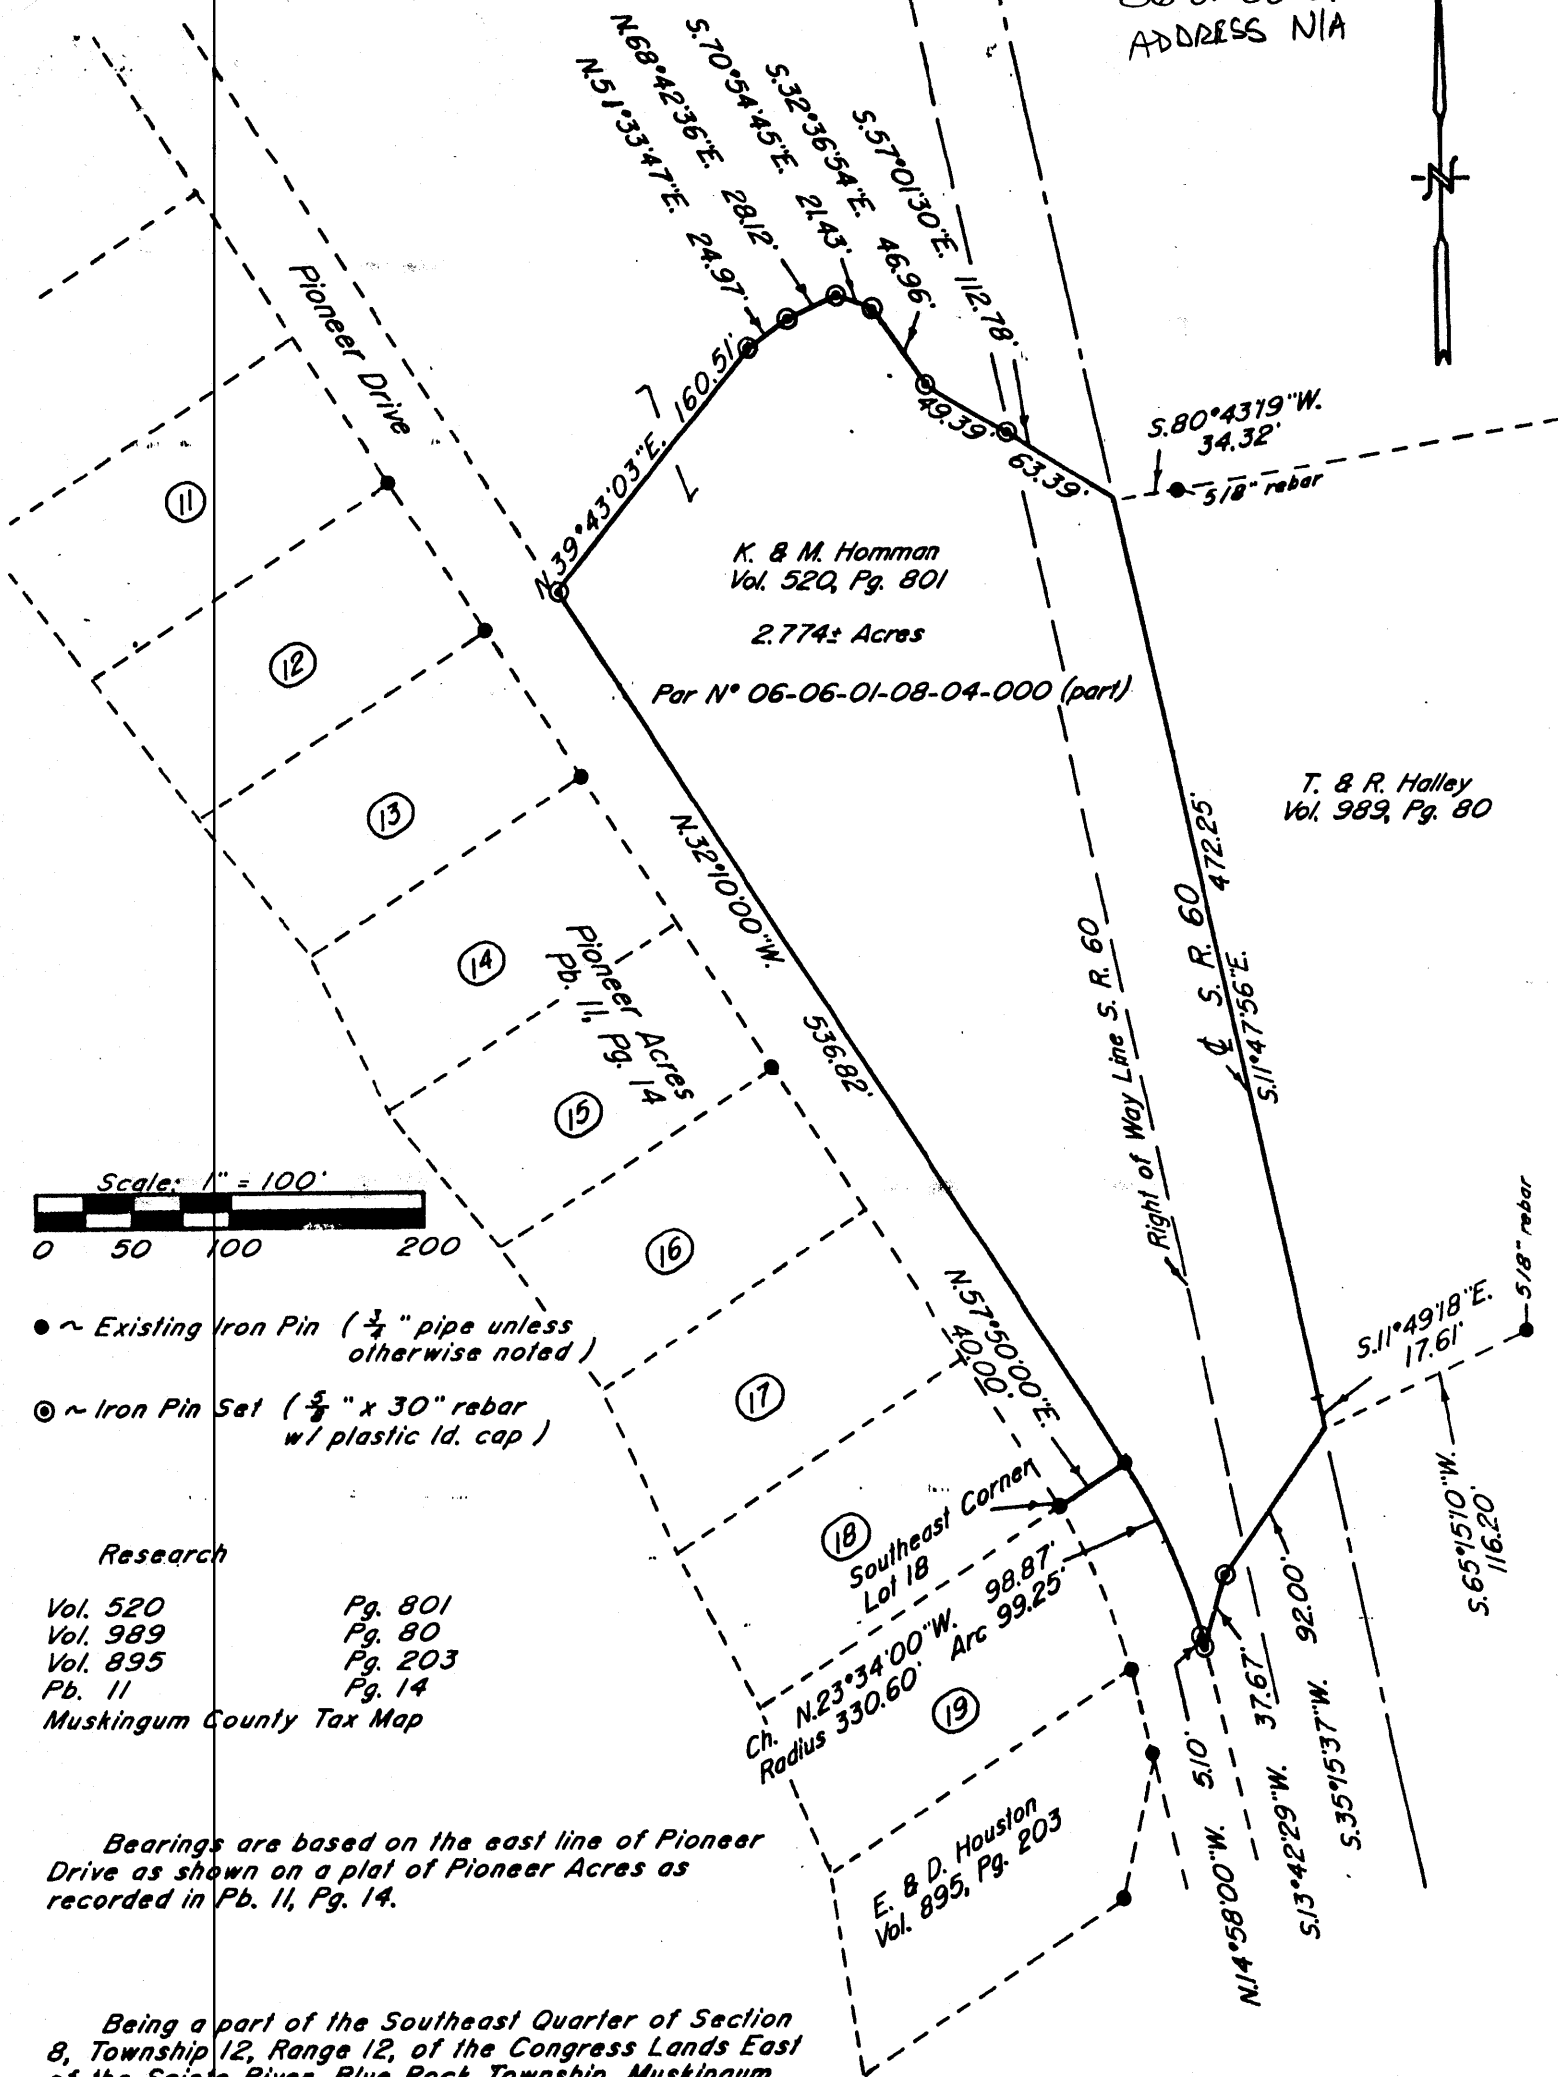 ADDRESS N/A
N.51°33'47"E. 24.97'
N.68°42'36"E. 28.12'
S.70°54'45"E. 21.43'
S.32°36'54"E. 46.96'
S.57°01'30"E. 112.78'
N
Pioneer Drive
N.39°43'03"E. 160.51'
49.39'
63.39'
S.80°43'19"W.
34.32'
5/8" rebar
K. & M. Homman
Vol. 520, Pg. 801
2.774± Acres
Par Nº 06-06-01-08-04-000 (part)
T. & R. Halley
Vol. 989, Pg. 80
11
12
13
14
15
16
17
18
19
N.32°10'00"W. 536.82'
Pioneer Acres
Pb. 11, Pg. 14
Right of Way Line S. R. 60
℄ S. R. 60
S.11°47'56"E. 472.25'
Scale: 1" = 100'
0 50 100 200
● ~ Existing Iron Pin ( 3/4 " pipe unless
otherwise noted )
◉ ~ Iron Pin Set ( 5/8 " x 30" rebar
w/ plastic Id. cap )
N.57°50'00"E.
40.00'
S.11°49'18"E.
17.61'
5/8" rebar
S.65°15'10"W.
116.20'
Southeast Corner
Lot 18
Ch. N.23°34'00"W. 98.87'
Radius 330.60' Arc 99.25'
N.14°58'00"W. 5.10'
S.13°42'29"W. 37.67'
S.35°15'37"W. 92.00'
E. & D. Houston
Vol. 895, Pg. 203
Research
Vol. 520 Pg. 801
Vol. 989 Pg. 80
Vol. 895 Pg. 203
Pb. 11 Pg. 14
Muskingum County Tax Map
Bearings are based on the east line of Pioneer
Drive as shown on a plat of Pioneer Acres as
recorded in Pb. 11, Pg. 14.
Being a part of the Southeast Quarter of Section
8, Township 12, Range 12, of the Congress Lands East
of the Scioto River, Blue Rock Township, Muskingum